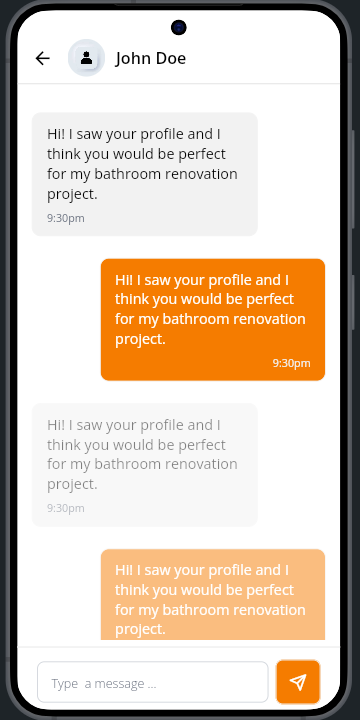 John Doe
Hi! I saw your profile and I
think you would be perfect
for my bathroom renovation
project.
9:30pm
Hi! I saw your profile and I
think you would be perfect
for my bathroom renovation
project.
9:30pm
Hi! I saw your profile and I
think you would be perfect
for my bathroom renovation
project.
9:30pm
Hi! I saw your profile and I
think you would be perfect
for my bathroom renovation
project.
Type a message ...